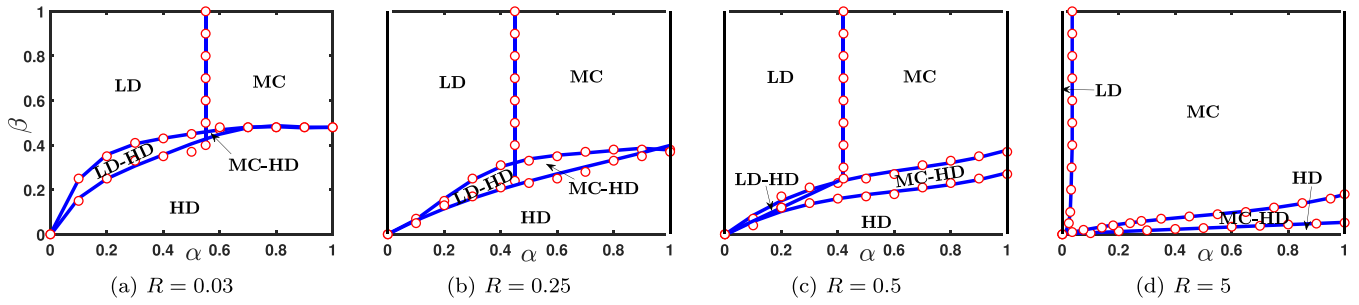 1
0.8
0.6
0.4
0.2
0
β
LD
MC
LD-HD
MC-HD
HD
0 0.2 0.4 0.6 0.8 1
α
(a) R = 0.03
LD
MC
LD-HD
MC-HD
HD
0 0.2 0.4 0.6 0.8 1
α
(b) R = 0.25
LD
MC
LD-HD
MC-HD
HD
0 0.2 0.4 0.6 0.8 1
α
(c) R = 0.5
LD
MC
HD
MC-HD
0 0.2 0.4 0.6 0.8 1
α
(d) R = 5